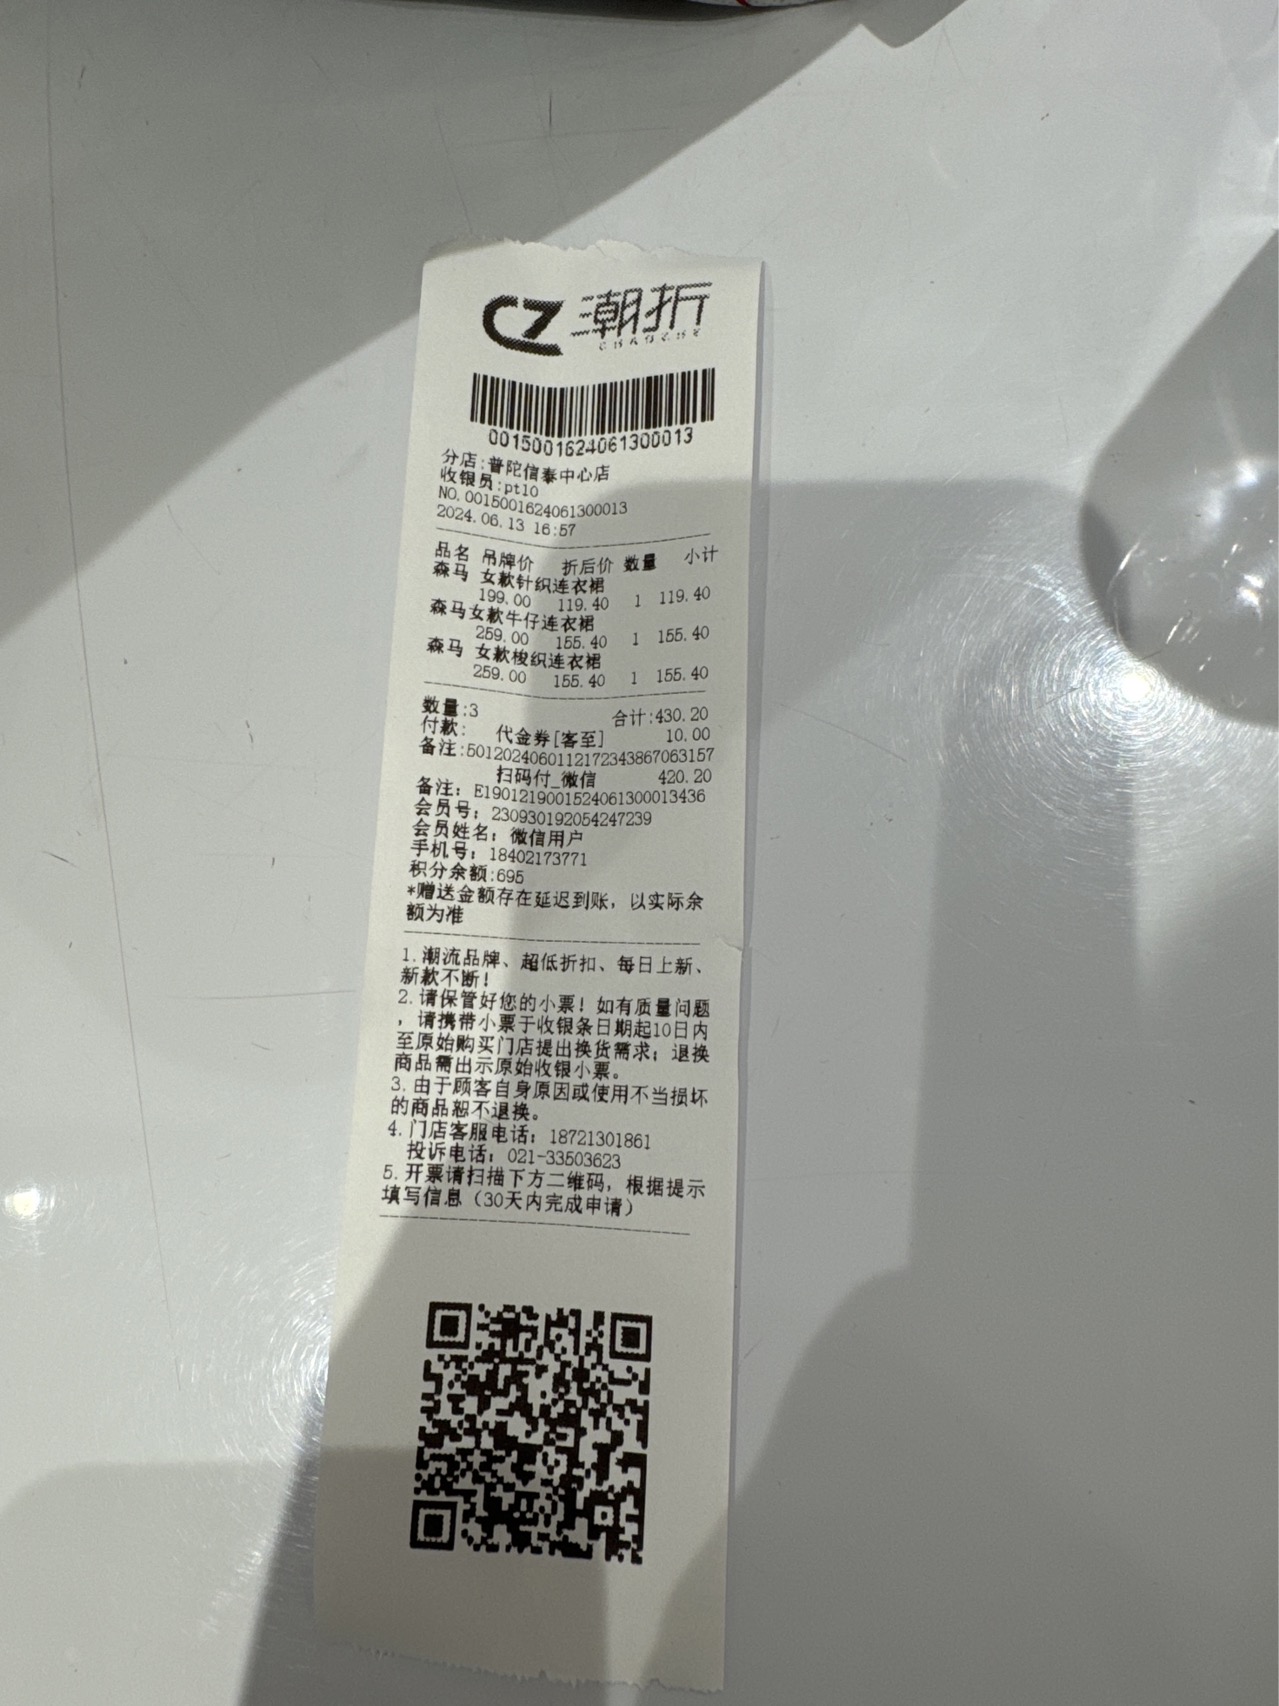 CZ 潮折
CHAOZHE
0015001624061300013
分店:普陀信泰中心店
收银员:pt10
NO.0015001624061300013
2024.06.13 16:57
品名 吊牌价 折后价 数量 小计
森马 女款针织连衣裙
199.00 119.40 1 119.40
森马女款牛仔连衣裙
259.00 155.40 1 155.40
森马 女款梭织连衣裙
259.00 155.40 1 155.40
数量:3 合计:430.20
付款: 代金券[客至] 10.00
备注:5012024060112172343867063157
扫码付_微信 420.20
备注: E19012190015240613000​13436
会员号: 230930192054247239
会员姓名: 微信用户
手机号: 18402173771
积分余额:695
*赠送金额存在延迟到账，以实际余
额为准
1.潮流品牌、超低折扣、每日上新、
新款不断!
2.请保管好您的小票! 如有质量问题
，请携带小票于收银条日期起10日内
至原始购买门店提出换货需求; 退换
商品需出示原始收银小票。
3.由于顾客自身原因或使用不当损坏
的商品恕不退换。
4.门店客服电话: 18721301861
投诉电话: 021-33503623
5.开票请扫描下方二维码，根据提示
填写信息（30天内完成申请）